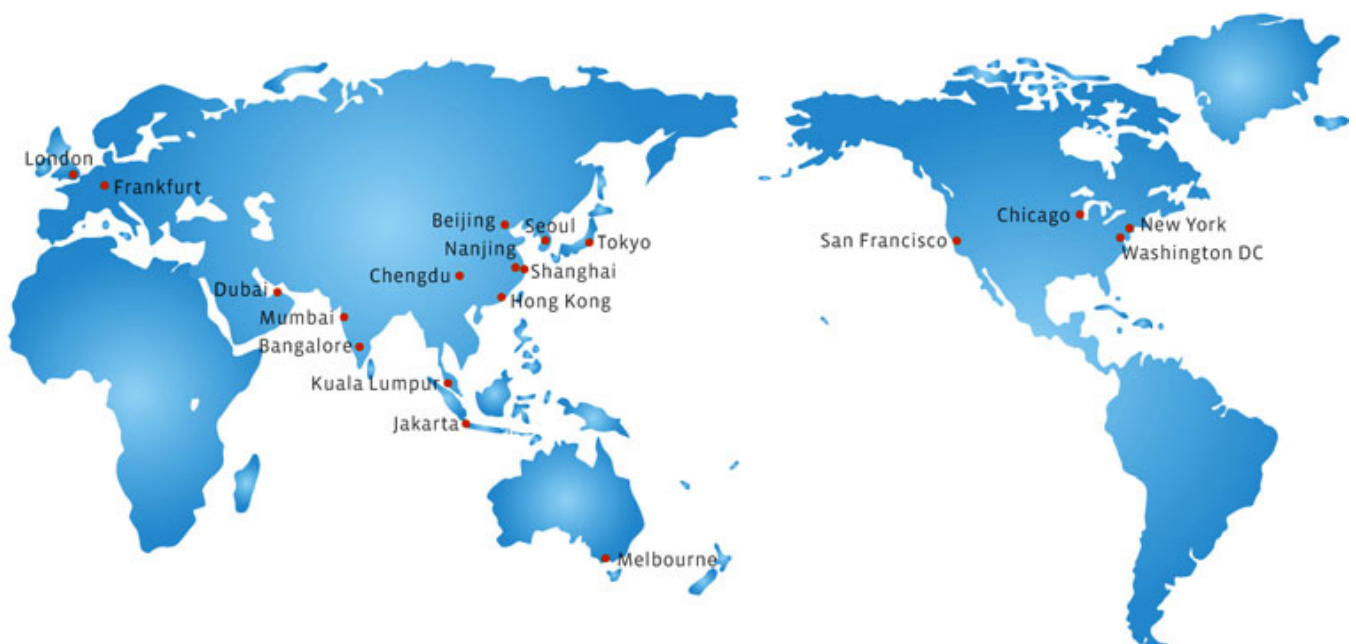 London
Frankfurt
Beijing
Seoul
Nanjing
Tokyo
Chengdu
Shanghai
Dubai
Hong Kong
Mumbai
Bangalore
Kuala Lumpur
Jakarta
Melbourne
Chicago
New York
San Francisco
Washington DC